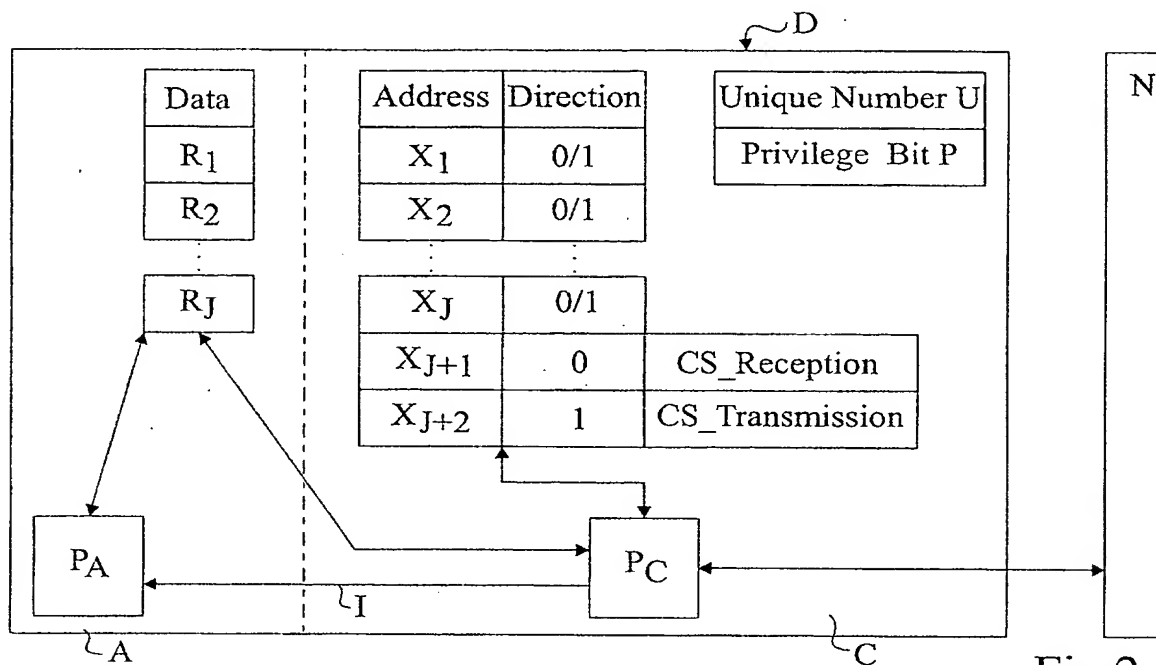 D
Data Address Direction Unique Number U N
R1 X1 0/1 Privilege Bit P
R2 X2 0/1
RJ XJ 0/1
XJ+1 0 CS_Reception
XJ+2 1 CS_Transmission
PA PC
I
A C